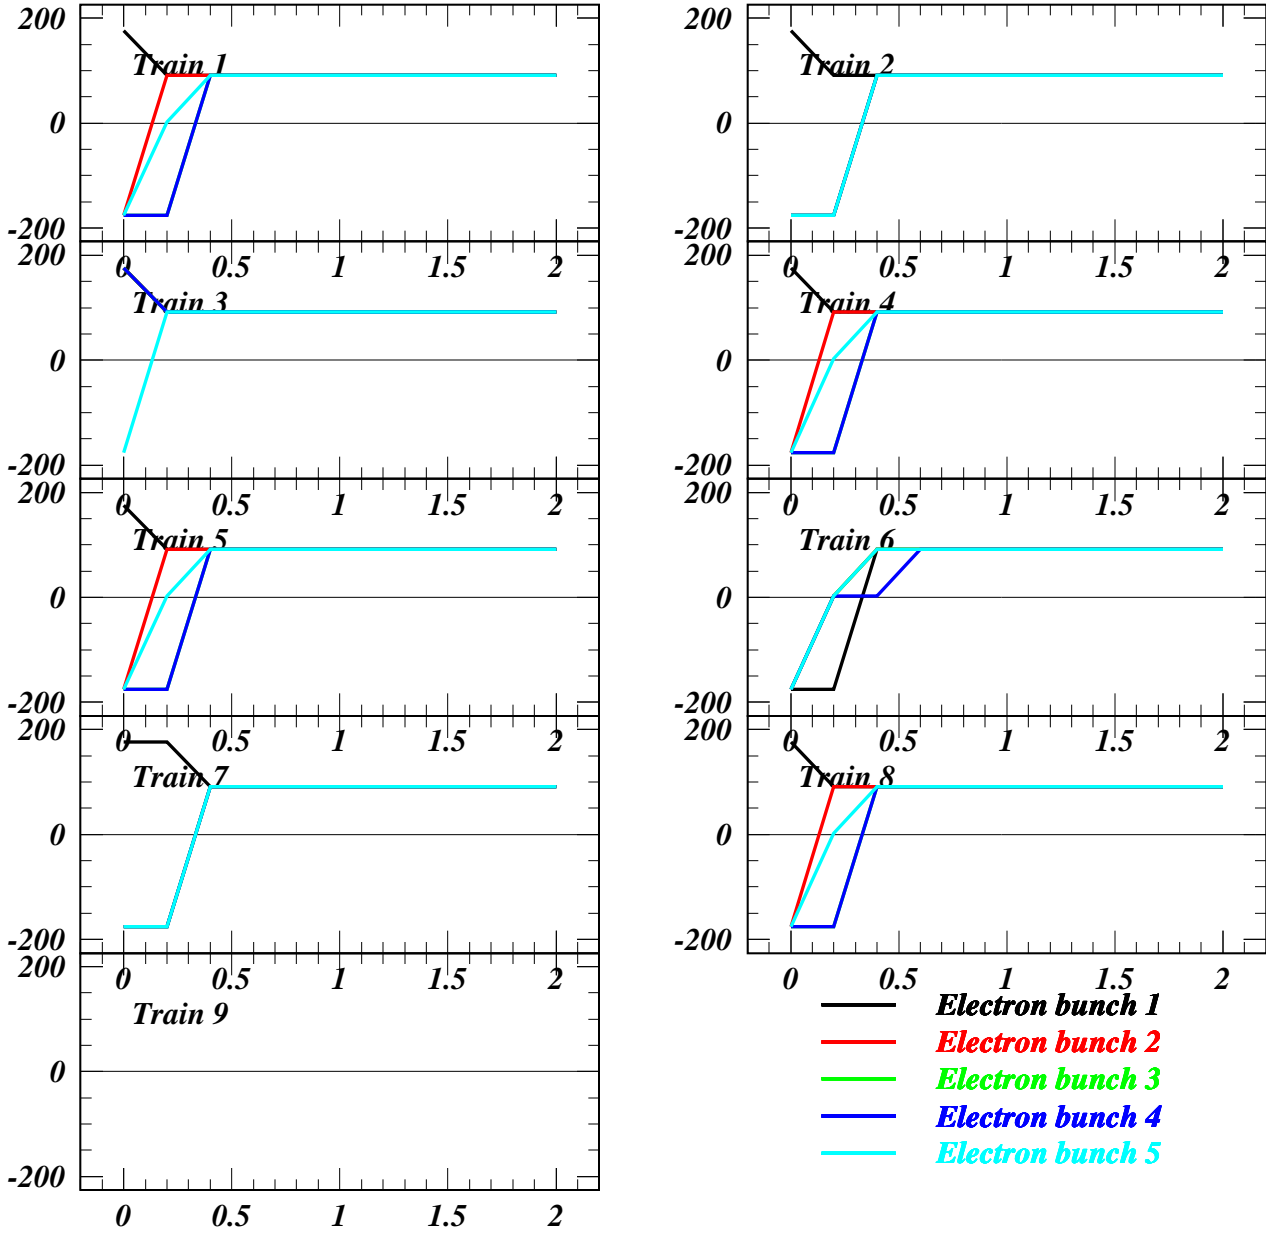 200 200
Train 1 Train 2
0 0
-200 -200
0 0.5 1 1.5 2 0 0.5 1 1.5 2
200 200
Train 3 Train 4
0 0
-200 -200
0 0.5 1 1.5 2 0 0.5 1 1.5 2
200 200
Train 5 Train 6
0 0
-200 -200
0 0.5 1 1.5 2 0 0.5 1 1.5 2
200 200
Train 7 Train 8
0 0
-200 -200
0 0.5 1 1.5 2 0 0.5 1 1.5 2
200
Train 9
0
-200
0 0.5 1 1.5 2
Electron bunch 1
Electron bunch 2
Electron bunch 3
Electron bunch 4
Electron bunch 5